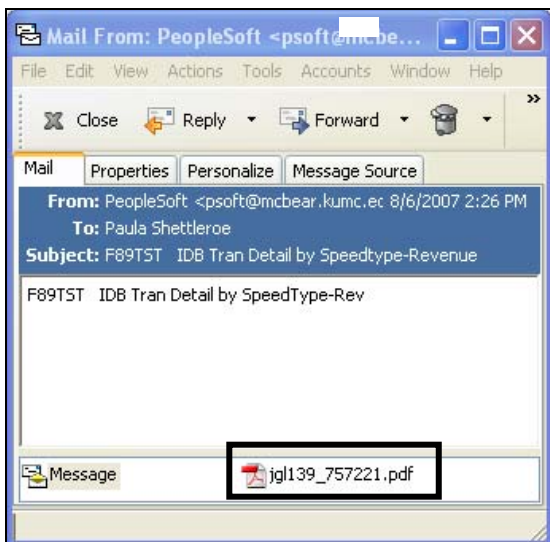 Mail From: PeopleSoft <psoft@mcbe...
File Edit View Actions Tools Accounts Window Help
Close Reply Forward »
Mail Properties Personalize Message Source
From: PeopleSoft <psoft@mcbear.kumc.ec 8/6/2007 2:26 PM
To: Paula Shettleroe
Subject: F89TST IDB Tran Detail by Speedtype-Revenue
F89TST IDB Tran Detail by SpeedType-Rev
Message jgl139_757221.pdf